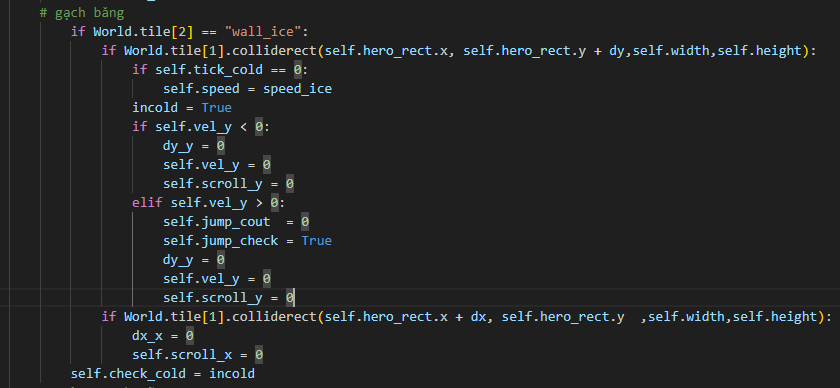 # gạch băng
if World.tile[2] == "wall_ice":
if World.tile[1].colliderect(self.hero_rect.x, self.hero_rect.y + dy,self.width,self.height):
if self.tick_cold == 0:
self.speed = speed_ice
incold = True
if self.vel_y < 0:
dy_y = 0
self.vel_y = 0
self.scroll_y = 0
elif self.vel_y > 0:
self.jump_cout  = 0
self.jump_check = True
dy_y = 0
self.vel_y = 0
self.scroll_y = 0
if World.tile[1].colliderect(self.hero_rect.x + dx, self.hero_rect.y  ,self.width,self.height):
dx_x = 0
self.scroll_x = 0
self.check_cold = incold